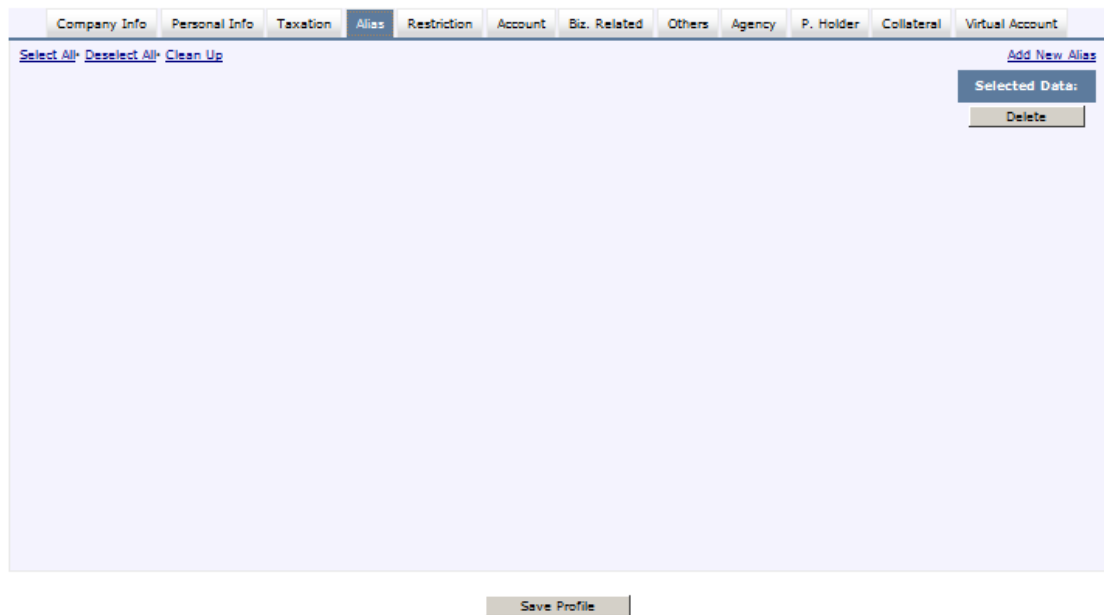 Company Info Personal Info Taxation Alias Restriction Account Biz. Related Others Agency P. Holder Collateral Virtual Account
Select All• Deselect All• Clean Up Add New Alias
Selected Data:
Delete
Save Profile